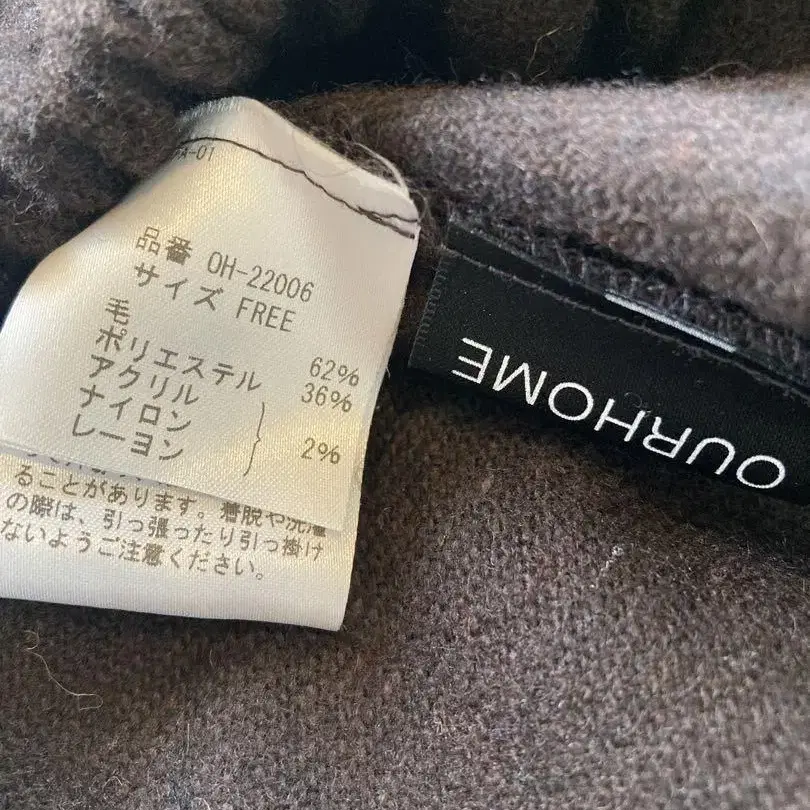 -01
品番 OH-22006
サイズ FREE
毛 62%
ポリエステル 36%
アクリル
ナイロン } 2%
レーヨン
ることがあります。着脱や洗濯
の際は、引っ張ったり引っ掛け
ないようご注意ください。
OURHOME